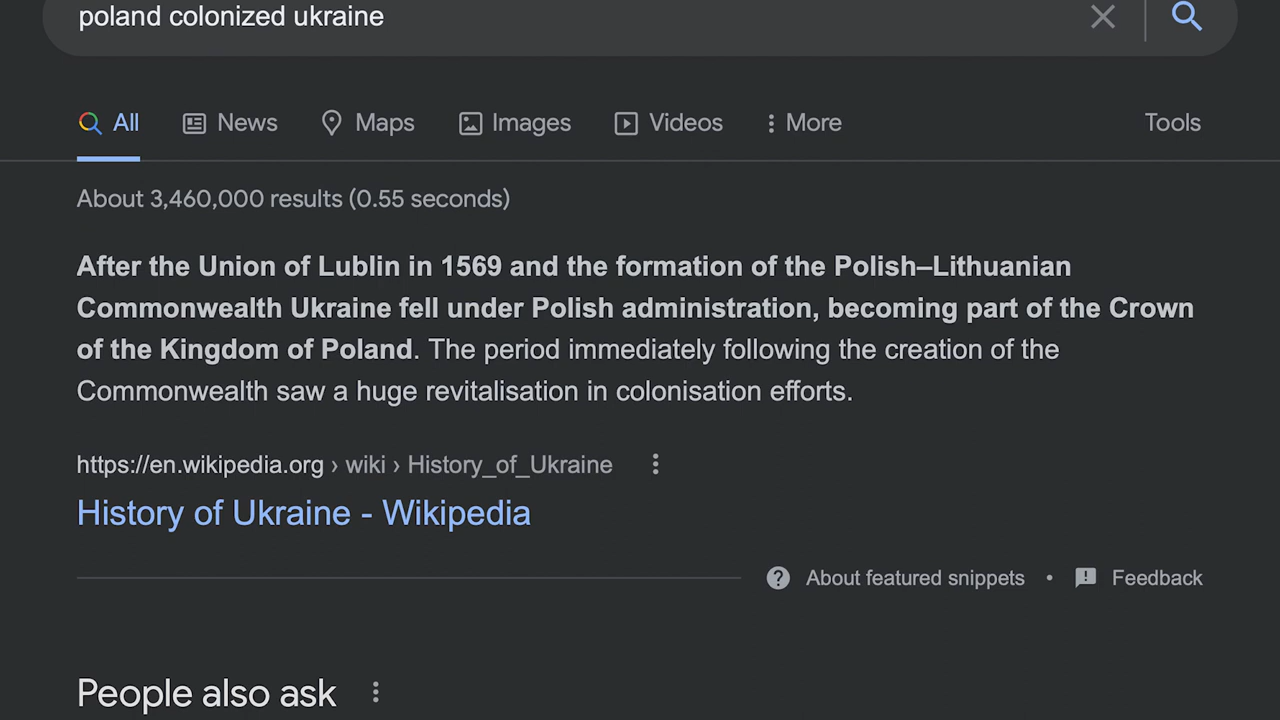 poland colonized ukraine
All News Maps Images Videos More Tools
About 3,460,000 results (0.55 seconds)
After the Union of Lublin in 1569 and the formation of the Polish–Lithuanian
Commonwealth Ukraine fell under Polish administration, becoming part of the Crown
of the Kingdom of Poland. The period immediately following the creation of the
Commonwealth saw a huge revitalisation in colonisation efforts.
https://en.wikipedia.org › wiki › History_of_Ukraine
History of Ukraine - Wikipedia
About featured snippets • Feedback
People also ask